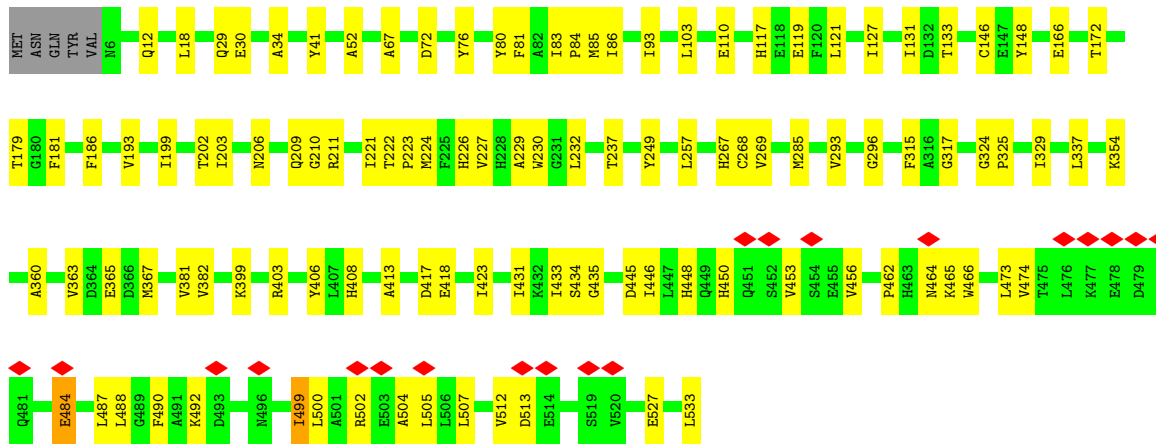 MET ASN GLN TYR VAL N6 Q12 L18 Q29 E30 A34 Y41 A52 A67 D72 Y76 Y80 F81 A82 I83 P84 M85 I86 I93 L103 E110 H117 E118 E119 F120 L121 I127 I131 D132 T133 C146 E147 Y148 E166 T172
T179 G180 F181 F186 V193 I199 T202 I203 N206 Q209 G210 R211 I221 T222 P223 M224 F225 H226 V227 H228 A229 W230 G231 L232 T237 Y249 L257 H267 C268 V269 M285 V293 G296 F315 A316 G317 G324 P325 I329 L337 K354
A360 V363 D364 E365 D366 M367 V381 V382 K399 R403 Y406 L407 H408 A413 D417 E418 I423 I431 K432 I433 S434 G435 D445 I446 L447 H448 Q449 H450 Q451 S452 V453 S454 E455 V456 P462 H463 N464 K465 W466 L473 V474 T475 L476 K477 E478 D479
Q481 E484 L487 L488 G489 F490 A491 K492 D493 N496 I499 L500 A501 R502 E503 A504 L505 L506 L507 V512 D513 E514 S519 V520 E527 L533